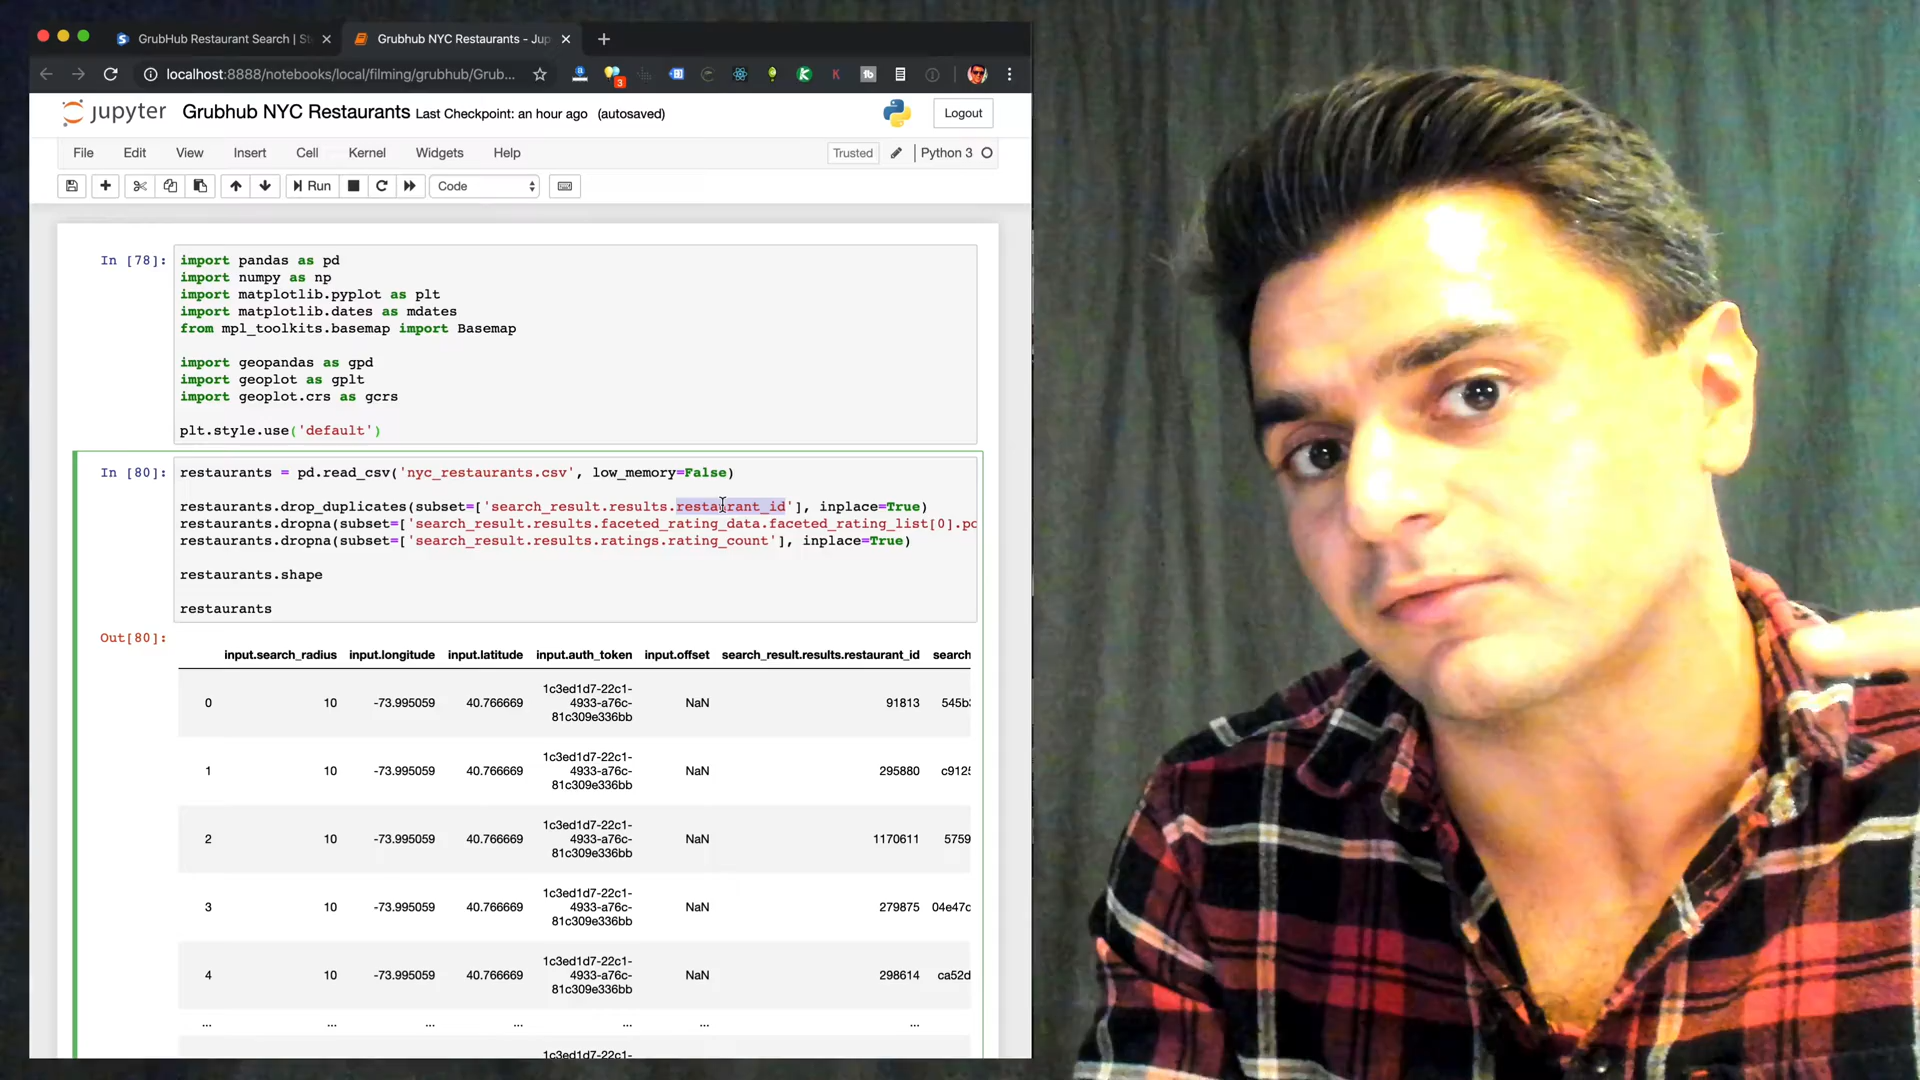 GrubHub Restaurant Search | St
Grubhub NYC Restaurants - Jup
localhost:8888/notebooks/local/filming/grubhub/Grub...
3
jupyter Grubhub NYC Restaurants Last Checkpoint: an hour ago (autosaved)
Logout
File Edit View Insert Cell Kernel Widgets Help
Trusted Python 3
Run Code
In [78]:
import pandas as pd
import numpy as np
import matplotlib.pyplot as plt
import matplotlib.dates as mdates
from mpl_toolkits.basemap import Basemap
import geopandas as gpd
import geoplot as gplt
import geoplot.crs as gcrs
plt.style.use('default')
In [80]:
restaurants = pd.read_csv('nyc_restaurants.csv', low_memory=False)
restaurants.drop_duplicates(subset=['search_result.results.restaurant_id'], inplace=True)
restaurants.dropna(subset=['search_result.results.faceted_rating_data.faceted_rating_list[0].po
restaurants.dropna(subset=['search_result.results.ratings.rating_count'], inplace=True)
restaurants.shape
restaurants
Out[80]:
input.search_radius input.longitude input.latitude input.auth_token input.offset search_result.results.restaurant_id search
0 10 -73.995059 40.766669 1c3ed1d7-22c1-
4933-a76c-
81c309e336bb NaN 91813 545b
1 10 -73.995059 40.766669 1c3ed1d7-22c1-
4933-a76c-
81c309e336bb NaN 295880 c912
2 10 -73.995059 40.766669 1c3ed1d7-22c1-
4933-a76c-
81c309e336bb NaN 1170611 5759
3 10 -73.995059 40.766669 1c3ed1d7-22c1-
4933-a76c-
81c309e336bb NaN 279875 04e47c
4 10 -73.995059 40.766669 1c3ed1d7-22c1-
4933-a76c-
81c309e336bb NaN 298614 ca52d
... ... ... ... ... ... ...
1c3ed1d7-22c1-